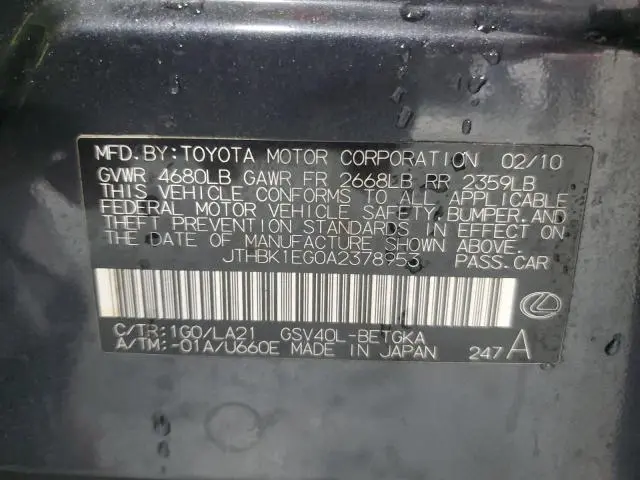 MFD.BY:TOYOTA MOTOR CORPORATION 02/10
GVWR 4680LB GAWR FR 2668LB RR 2359LB
THIS VEHICLE CONFORMS TO ALL APPLICABLE
FEDERAL MOTOR VEHICLE SAFETY, BUMPER, AND
THEFT PREVENTION STANDARDS IN EFFECT ON
THE DATE OF MANUFACTURE SHOWN ABOVE.
JTHBK1EG0A2378953 PASS.CAR
C/TR:1G0/LA21 GSV40L-BETGKA
A/TM:-01A/U660E MADE IN JAPAN 247 A